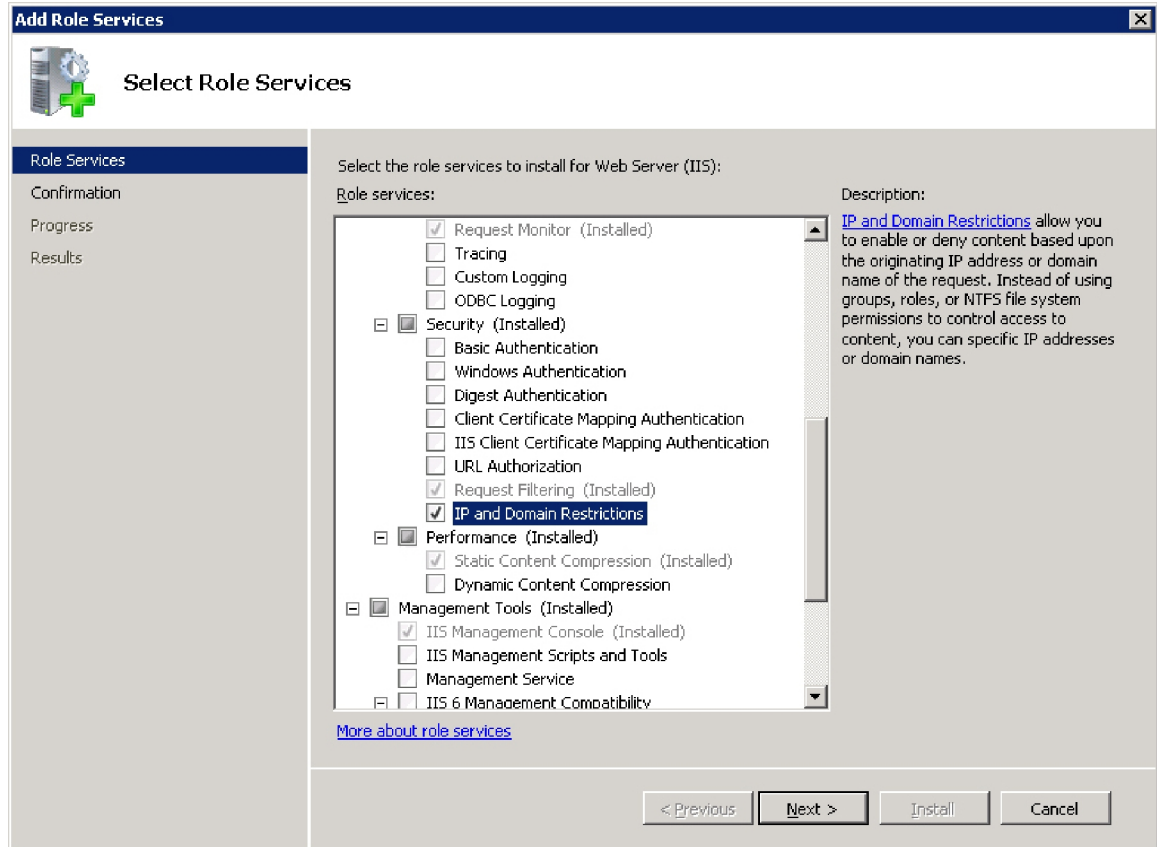 Add Role Services
Select Role Services
Role Services
Confirmation
Progress
Results
Select the role services to install for Web Server (IIS):
Role services:
Request Monitor (Installed)
Tracing
Custom Logging
ODBC Logging
Security (Installed)
Basic Authentication
Windows Authentication
Digest Authentication
Client Certificate Mapping Authentication
IIS Client Certificate Mapping Authentication
URL Authorization
Request Filtering (Installed)
IP and Domain Restrictions
Performance (Installed)
Static Content Compression (Installed)
Dynamic Content Compression
Management Tools (Installed)
IIS Management Console (Installed)
IIS Management Scripts and Tools
Management Service
IIS 6 Management Compatibility
More about role services
Description:
IP and Domain Restrictions allow you
to enable or deny content based upon
the originating IP address or domain
name of the request. Instead of using
groups, roles, or NTFS file system
permissions to control access to
content, you can specific IP addresses
or domain names.
< Previous
Next >
Install
Cancel